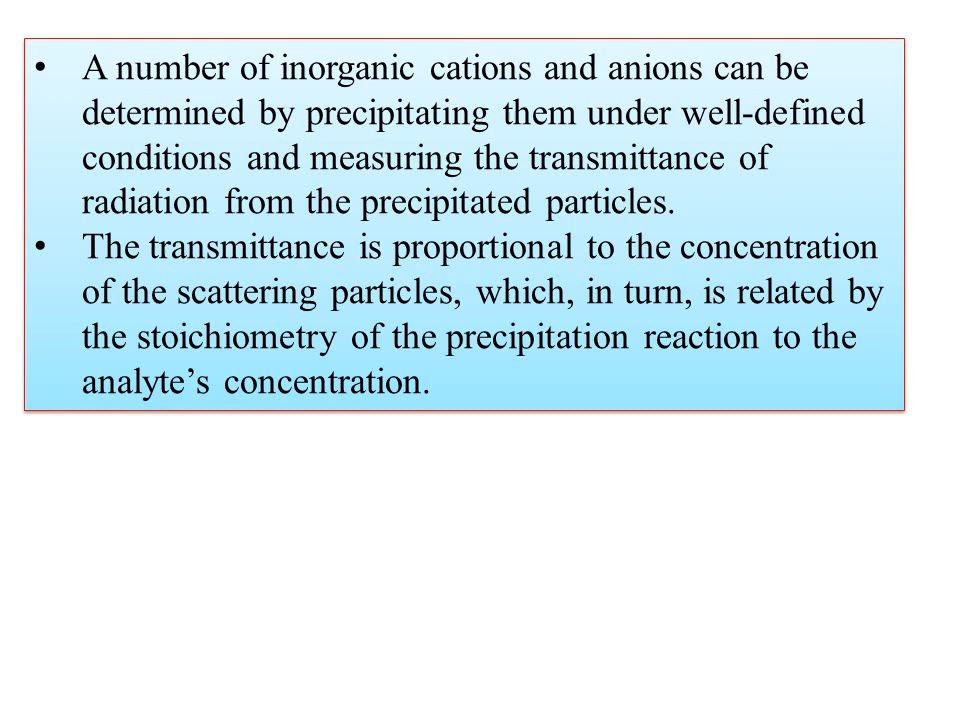 • A number of inorganic cations and anions can be
determined by precipitating them under well-defined
conditions and measuring the transmittance of
radiation from the precipitated particles.
• The transmittance is proportional to the concentration
of the scattering particles, which, in turn, is related by
the stoichiometry of the precipitation reaction to the
analyte’s concentration.